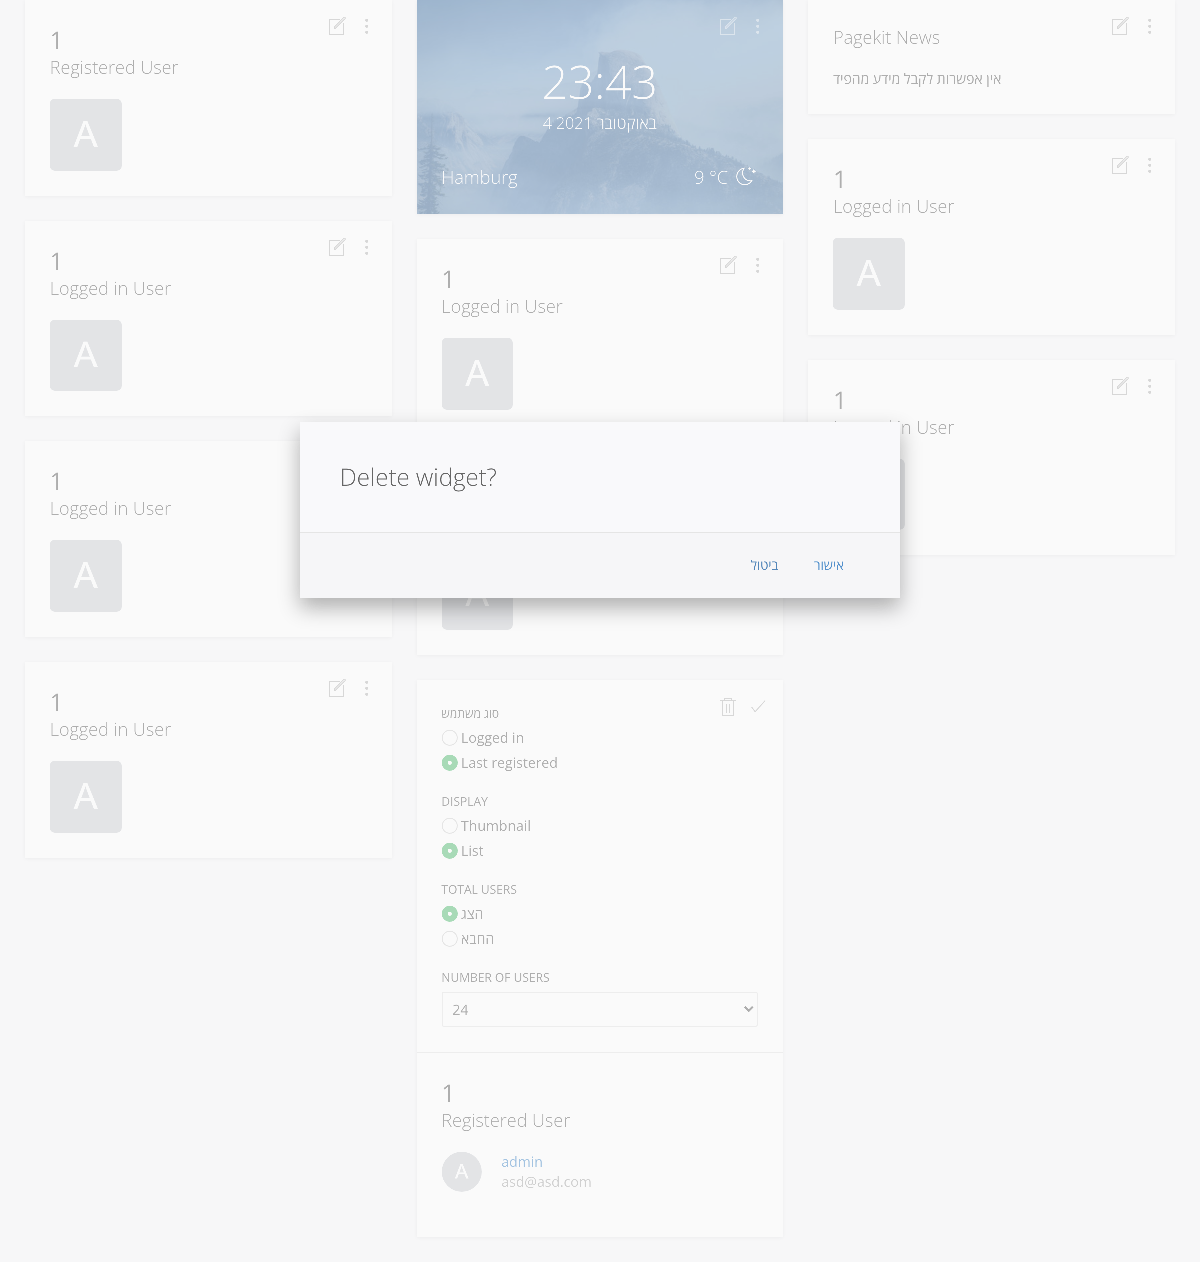 1
Registered User
A
1
Logged in User
A
1
Logged in User
A
1
Logged in User
A
23:43
4 באוקטובר 2021
Hamburg
9 °C
1
Logged in User
A
Delete widget?
ביטול
אישור
A
סוג משתמש
Logged in
Last registered
DISPLAY
Thumbnail
List
TOTAL USERS
הצג
החבא
NUMBER OF USERS
24
1
Registered User
A
admin
asd@asd.com
Pagekit News
אין אפשרות לקבל מידע מהפיד
1
Logged in User
A
1
n User